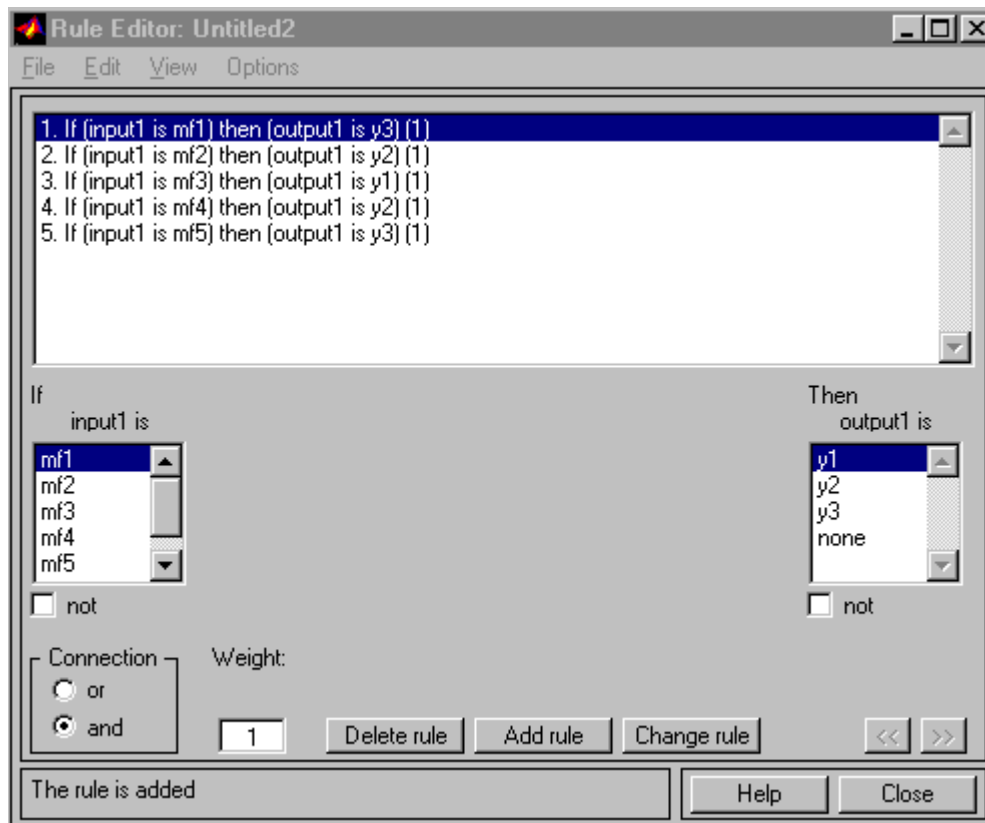 Rule Editor: Untitled2
File Edit View Options
1. If (input1 is mf1) then (output1 is y3) (1)
2. If (input1 is mf2) then (output1 is y2) (1)
3. If (input1 is mf3) then (output1 is y1) (1)
4. If (input1 is mf4) then (output1 is y2) (1)
5. If (input1 is mf5) then (output1 is y3) (1)
If
input1 is
mf1
mf2
mf3
mf4
mf5
not
Then
output1 is
y1
y2
y3
none
not
Connection
or
and
Weight:
1
Delete rule
Add rule
Change rule
<<
>>
The rule is added
Help
Close